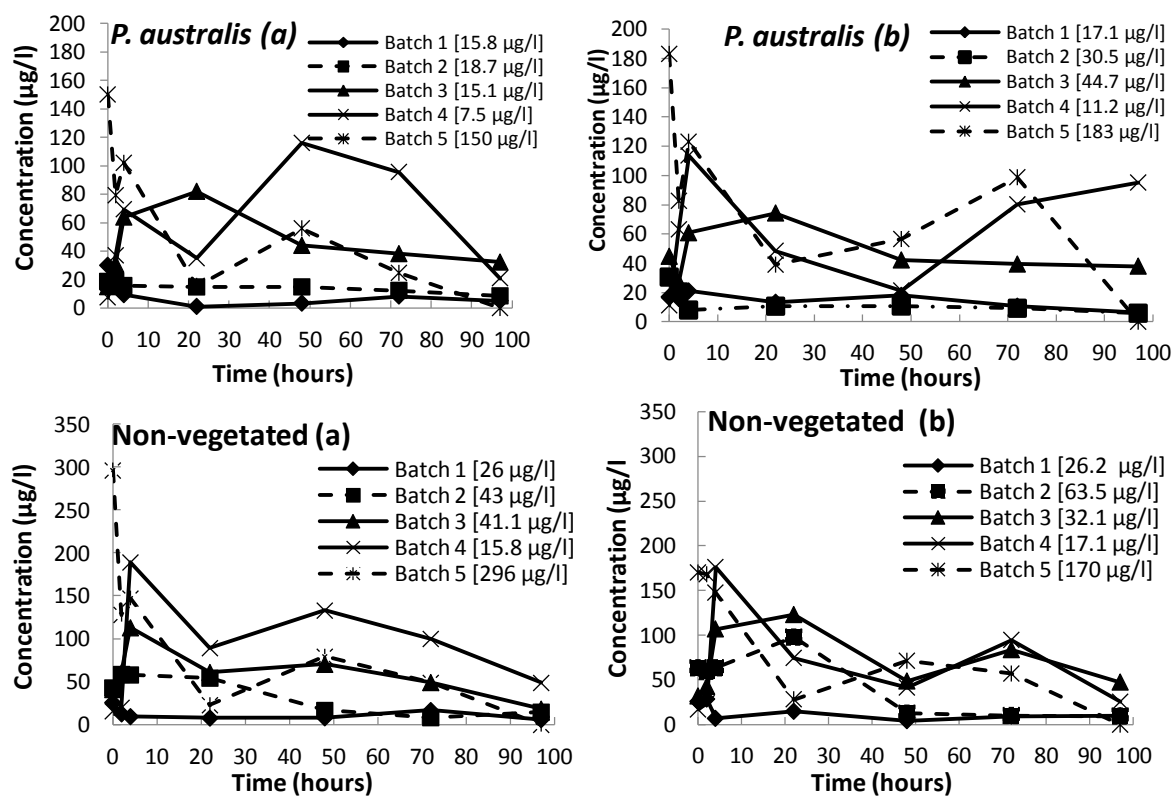 P. australis (a)
Batch 1 [15.8 µg/l]
Batch 2 [18.7 µg/l]
Batch 3 [15.1 µg/l]
Batch 4 [7.5 µg/l]
Batch 5 [150 µg/l]
Concentration (µg/l)
200
180
160
140
120
100
80
60
40
20
0
0 10 20 30 40 50 60 70 80 90 100
Time (hours)
P. australis (b)
Batch 1 [17.1 µg/l]
Batch 2 [30.5 µg/l]
Batch 3 [44.7 µg/l]
Batch 4 [11.2 µg/l]
Batch 5 [183 µg/l]
Concentration (µg/l)
200
180
160
140
120
100
80
60
40
20
0
0 10 20 30 40 50 60 70 80 90 100
Time (hours)
Non-vegetated (a)
Batch 1 [26 µg/l]
Batch 2 [43 µg/l]
Batch 3 [41.1 µg/l]
Batch 4 [15.8 µg/l]
Batch 5 [296 µg/l]
Concentration (µg/l)
350
300
250
200
150
100
50
0
0 10 20 30 40 50 60 70 80 90 100
Time (hours)
Non-vegetated (b)
Batch 1 [26.2 µg/l]
Batch 2 [63.5 µg/l]
Batch 3 [32.1 µg/l]
Batch 4 [17.1 µg/l]
Batch 5 [170 µg/l]
Concentration (µg/l)
350
300
250
200
150
100
50
0
0 10 20 30 40 50 60 70 80 90 100
Time (hours)